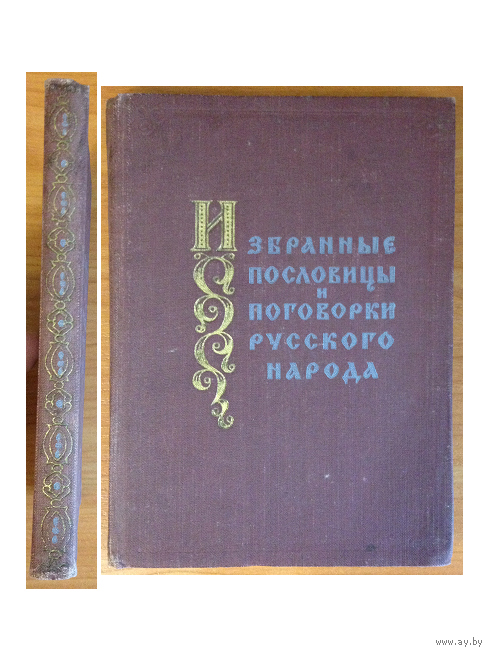 Избранные
пословицы
и
поговорки
русского
народа
www.ay.by